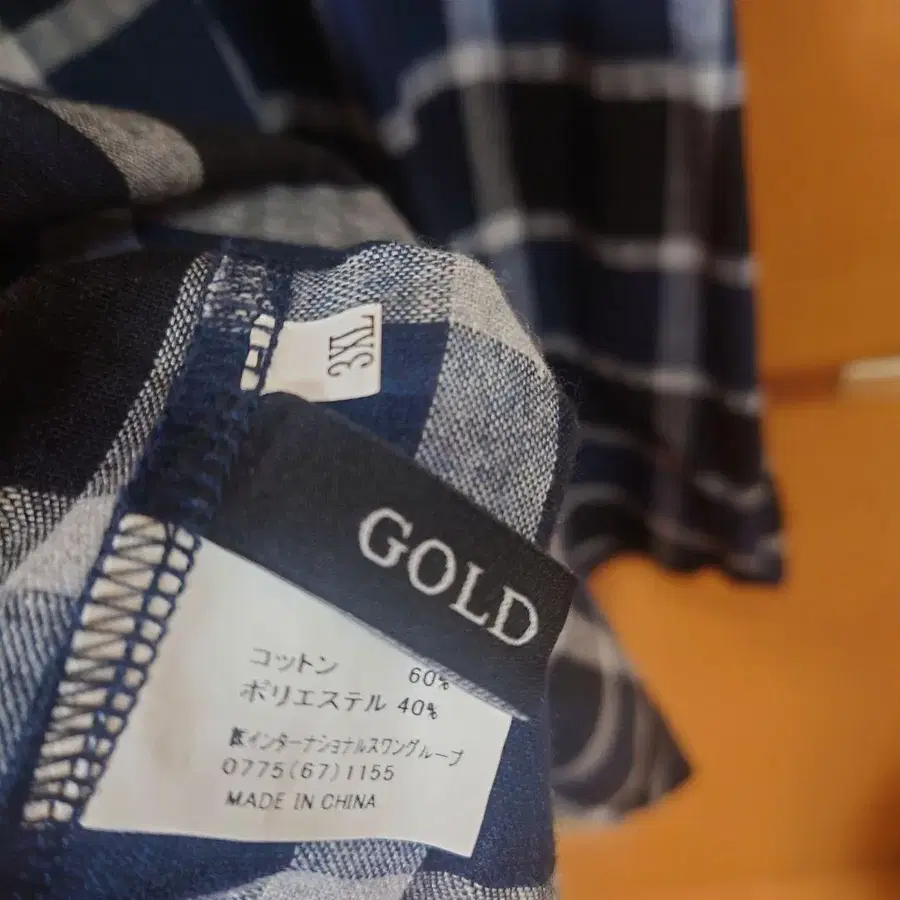 3XL
GOLD
コットン 60%
ポリエステル 40%
㈱インターナショナルスワングループ
0775(67)1155
MADE IN CHINA